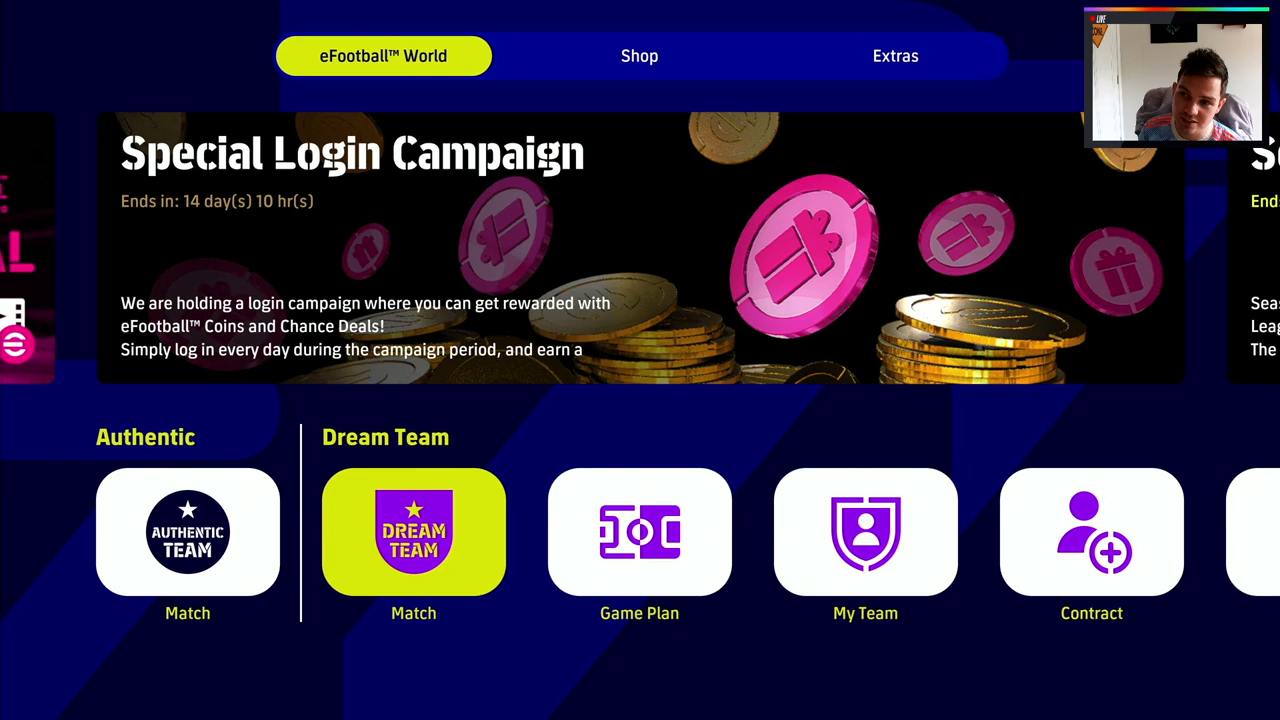 eFootball™ World
Shop
Extras
LIVE
Special Login Campaign
Ends in: 14 day(s) 10 hr(s)
We are holding a login campaign where you can get rewarded with
eFootball™ Coins and Chance Deals!
Simply log in every day during the campaign period, and earn a
The
Authentic
Dream Team
AUTHENTIC
TEAM
DREAM
TEAM
Match
Match
Game Plan
My Team
Contract